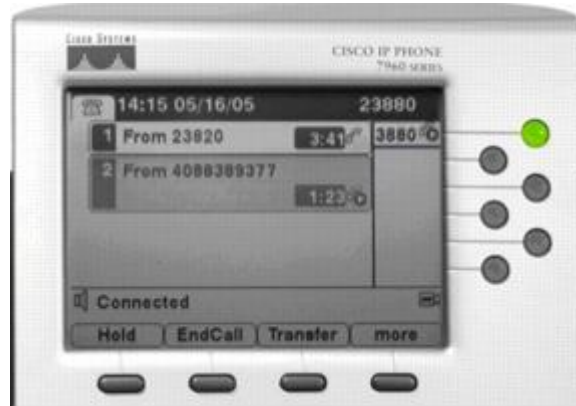 Cisco Systems
CISCO IP PHONE
7960 SERIES
14:15 05/16/05 23880
1 From 23820 3:41 3880
2 From 4088389377
1:23
Connected
Hold EndCall Transfer more